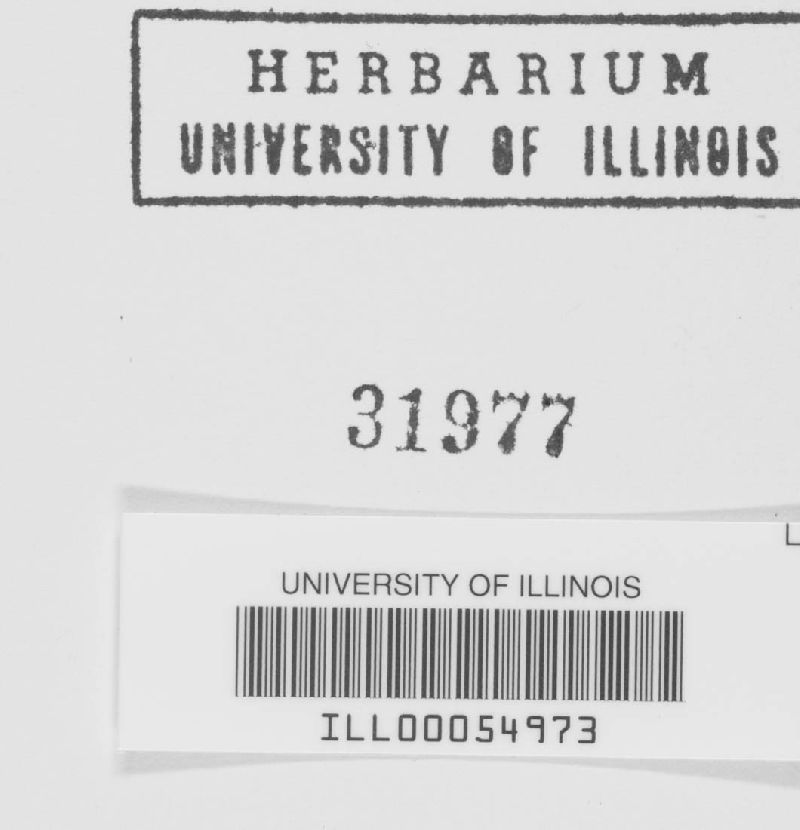 HERBARIUM
UNIVERSITY OF ILLINOIS
31977
UNIVERSITY OF ILLINOIS
ILL00054973